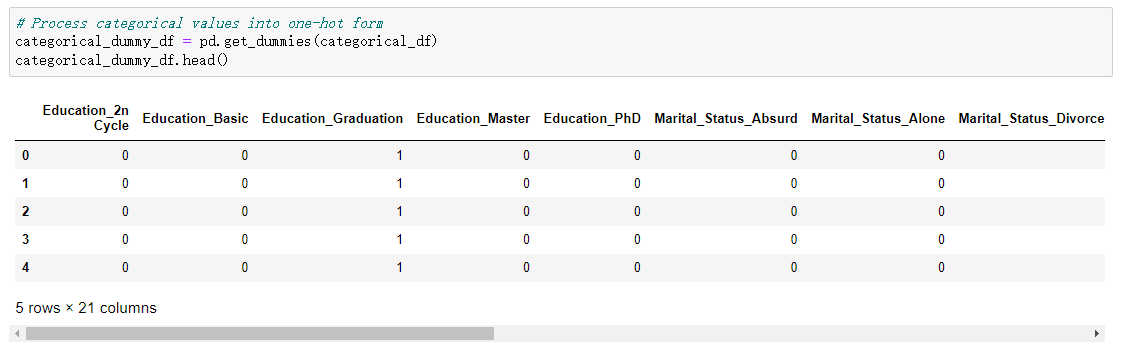 # Process categorical values into one-hot form
categorical_dummy_df = pd.get_dummies(categorical_df)
categorical_dummy_df.head()
Education_2n Cycle Education_Basic Education_Graduation Education_Master Education_PhD Marital_Status_Absurd Marital_Status_Alone Marital_Status_Divorce
0 0 0 1 0 0 0 0
1 0 0 1 0 0 0 0
2 0 0 1 0 0 0 0
3 0 0 1 0 0 0 0
4 0 0 1 0 0 0 0
5 rows × 21 columns